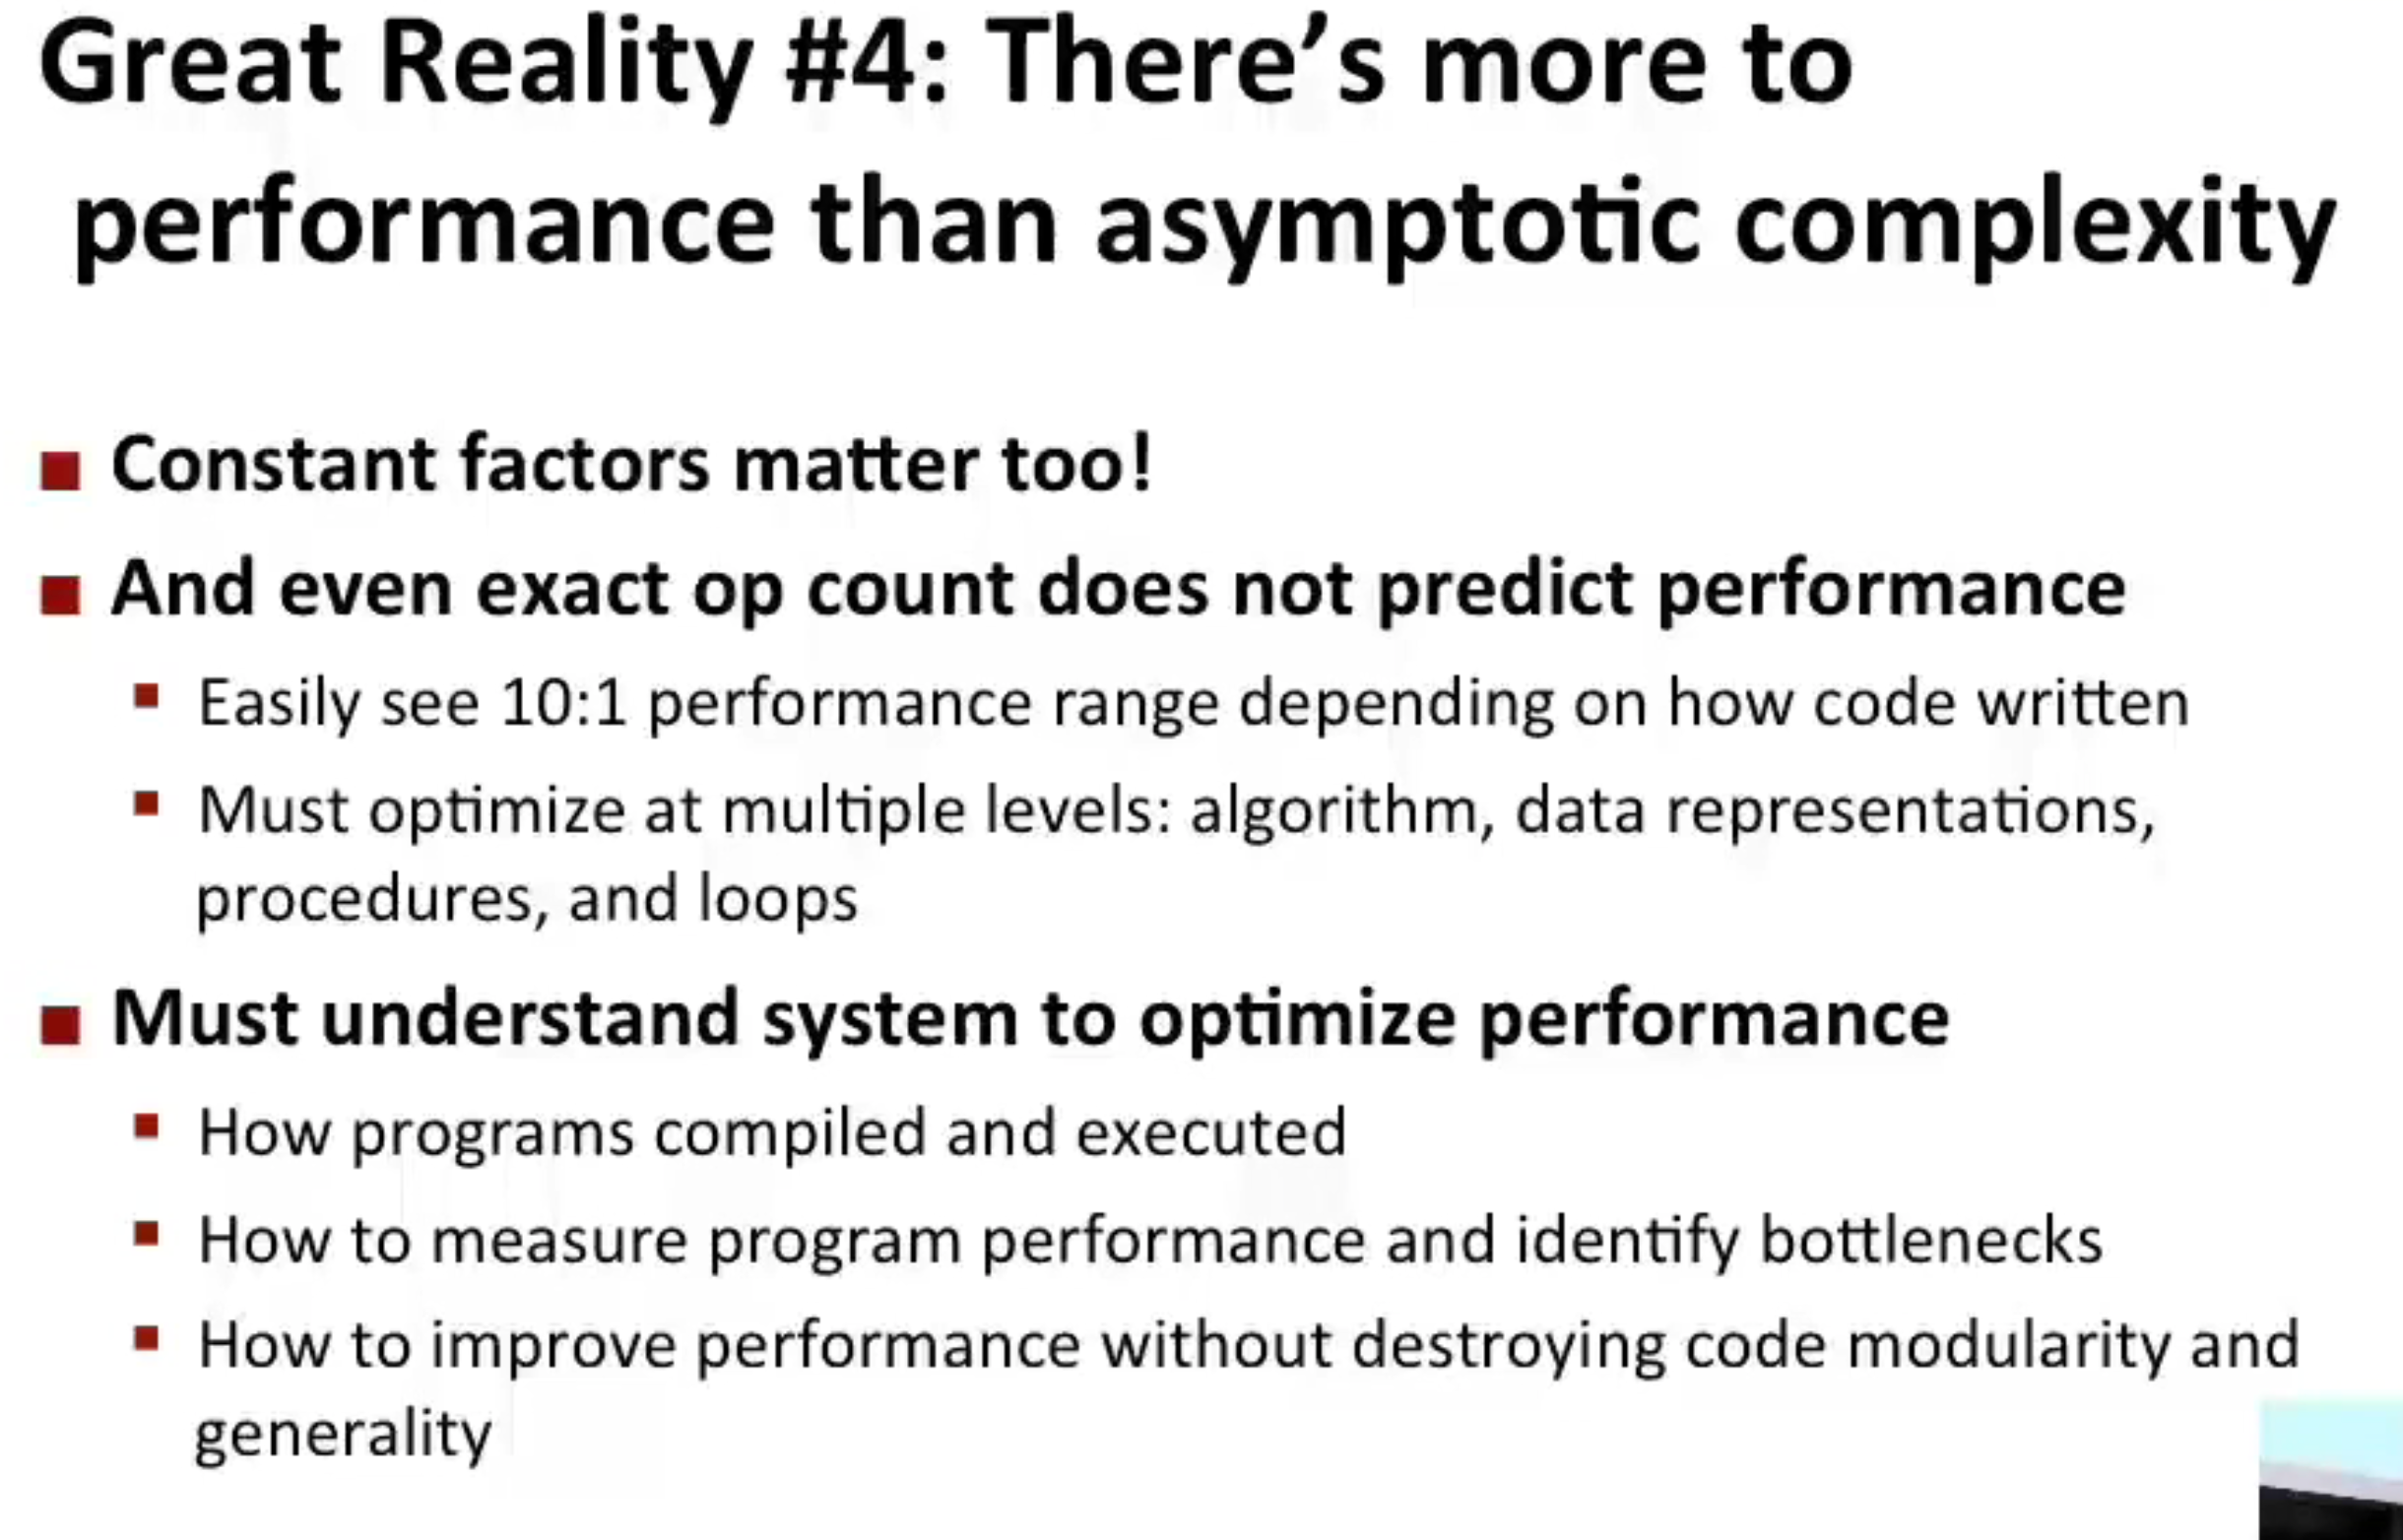 Great Reality #4: There’s more to
performance than asymptotic complexity
Constant factors matter too!
And even exact op count does not predict performance
Easily see 10:1 performance range depending on how code written
Must optimize at multiple levels: algorithm, data representations,
procedures, and loops
Must understand system to optimize performance
How programs compiled and executed
How to measure program performance and identify bottlenecks
How to improve performance without destroying code modularity and
generality